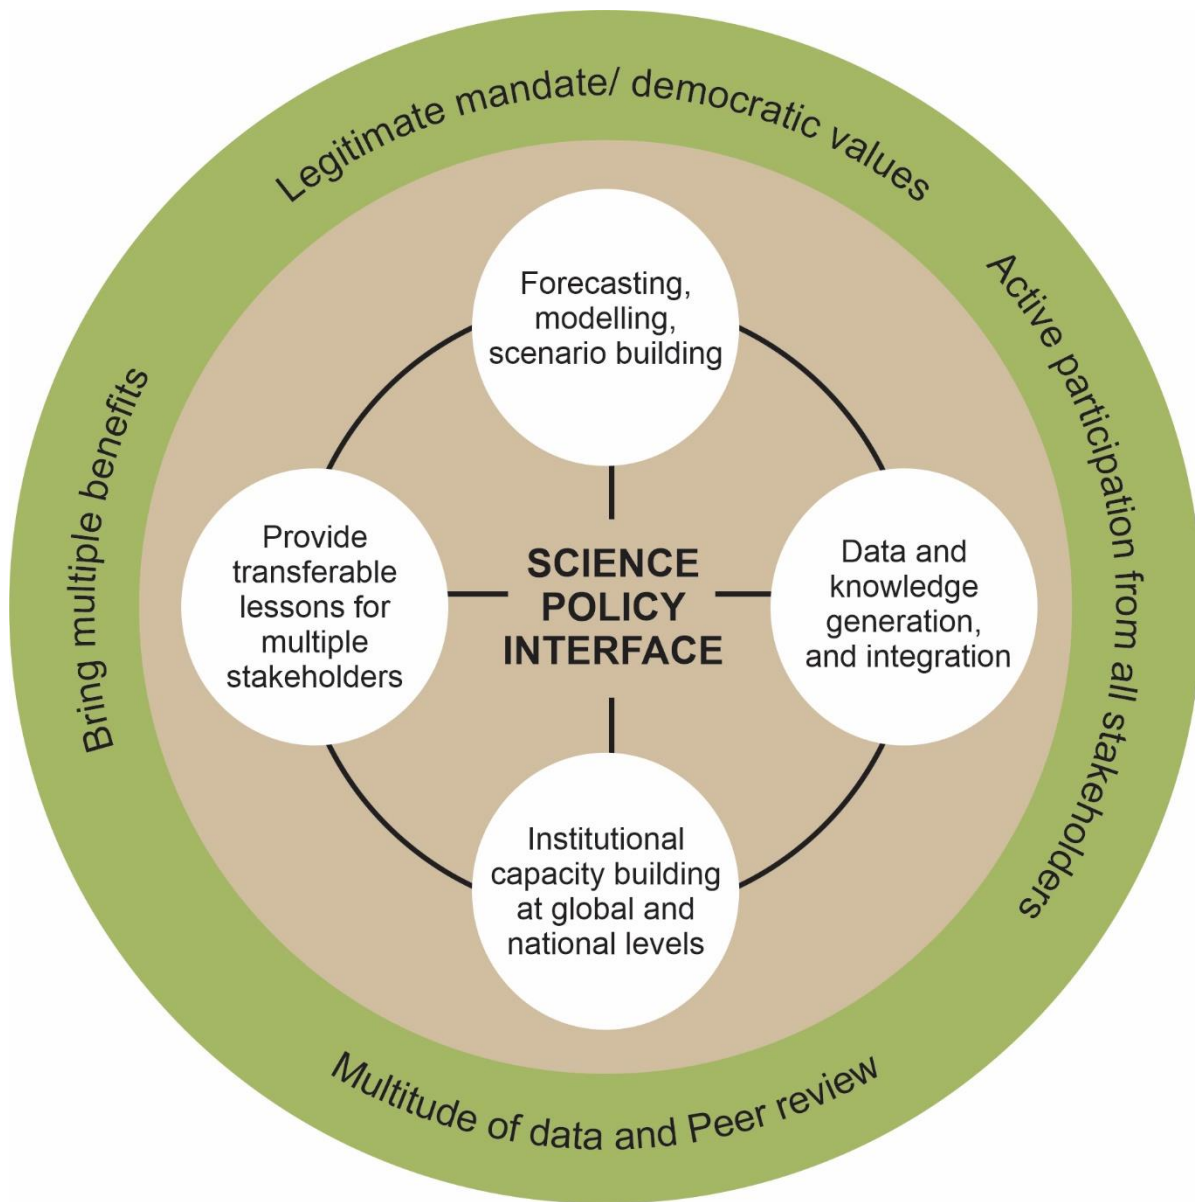 Legitimate mandate/ democratic values
Active participation from all stakeholders
Forecasting,
modelling,
scenario building
Bring multiple benefits
Provide
transferable
lessons for
multiple
stakeholders
SCIENCE
POLICY
INTERFACE
Data and
knowledge
generation,
and integration
Institutional
capacity building
at global and
national levels
Multitude of data and Peer review